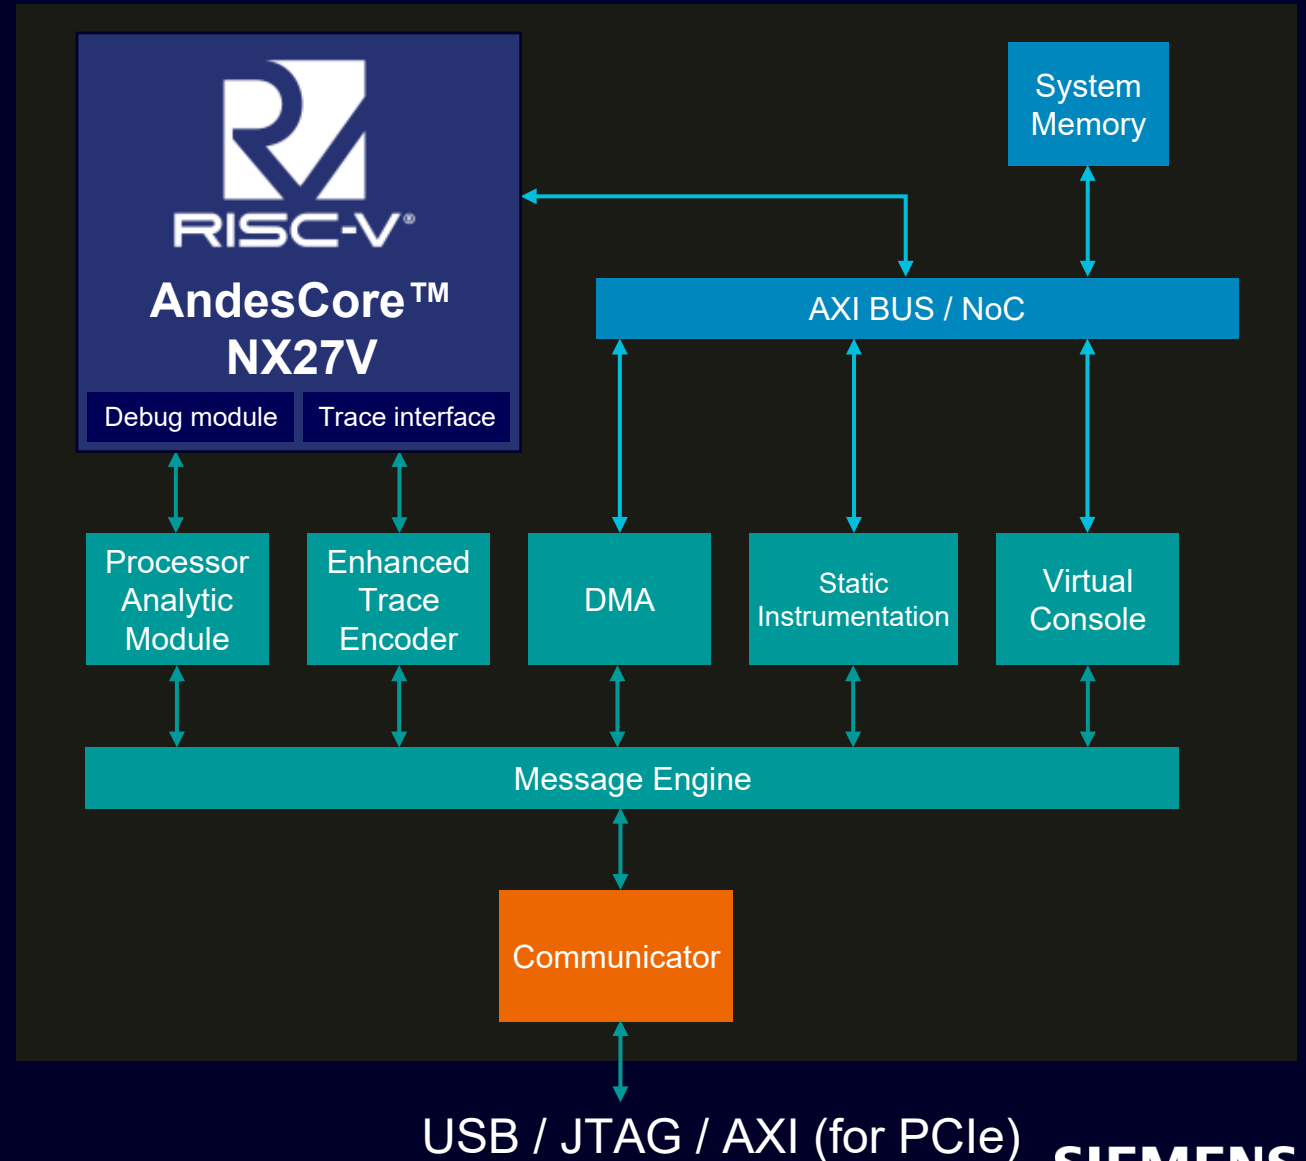 RISC-V®
AndesCore™
NX27V
Debug module
Trace interface
System
Memory
AXI BUS / NoC
Processor
Analytic
Module
Enhanced
Trace
Encoder
DMA
Static
Instrumentation
Virtual
Console
Message Engine
Communicator
USB / JTAG / AXI (for PCIe)
SIEMENS